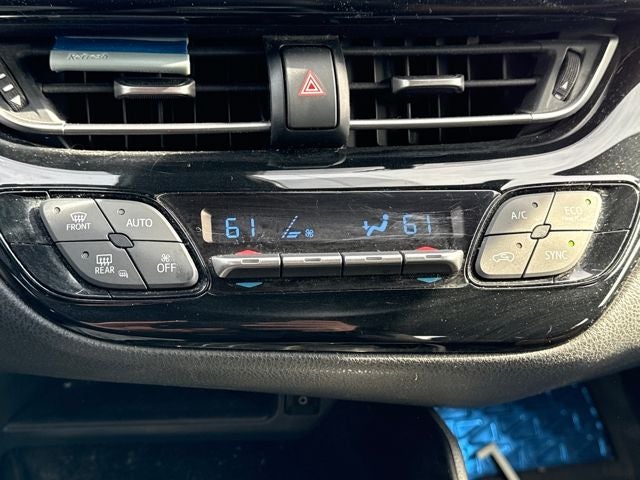 FRONT
AUTO
REAR
OFF
61
61
A/C
ECO
SYNC